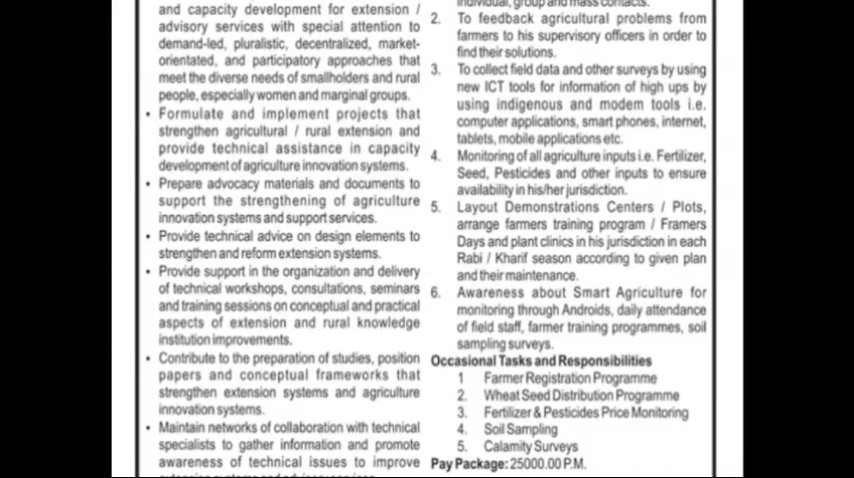 and capacity development for extension /
advisory services with special attention to
demand-led, pluralistic, decentralized, market-
orientated, and participatory approaches that
meet the diverse needs of smallholders and rural
people, especially women and marginal groups.
• Formulate and implement projects that
strengthen agricultural / rural extension and
provide technical assistance in capacity
development of agriculture innovation systems.
• Prepare advocacy materials and documents to
support the strengthening of agriculture
innovation systems and support services.
• Provide technical advice on design elements to
strengthen and reform extension systems.
• Provide support in the organization and delivery
of technical workshops, consultations, seminars
and training sessions on conceptual and practical
aspects of extension and rural knowledge
institution improvements.
• Contribute to the preparation of studies, position
papers and conceptual frameworks that
strengthen extension systems and agriculture
innovation systems.
• Maintain networks of collaboration with technical
specialists to gather information and promote
awareness of technical issues to improve
individual, group and mass contacts.
2. To feedback agricultural problems from
farmers to his supervisory officers in order to
find their solutions.
3. To collect field data and other surveys by using
new ICT tools for information of high ups by
using indigenous and modem tools i.e.
computer applications, smart phones, internet,
tablets, mobile applications etc.
4. Monitoring of all agriculture inputs i.e. Fertilizer,
Seed, Pesticides and other inputs to ensure
availability in his/her jurisdiction.
5. Layout Demonstrations Centers / Plots,
arrange farmers training program / Framers
Days and plant clinics in his jurisdiction in each
Rabi / Kharif season according to given plan
and their maintenance.
6. Awareness about Smart Agriculture for
monitoring through Androids, daily attendance
of field staff, farmer training programmes, soil
sampling surveys.
Occasional Tasks and Responsibilities
1 Farmer Registration Programme
2. Wheat Seed Distribution Programme
3. Fertilizer & Pesticides Price Monitoring
4. Soil Sampling
5. Calamity Surveys
Pay Package: 25000.00 P.M.